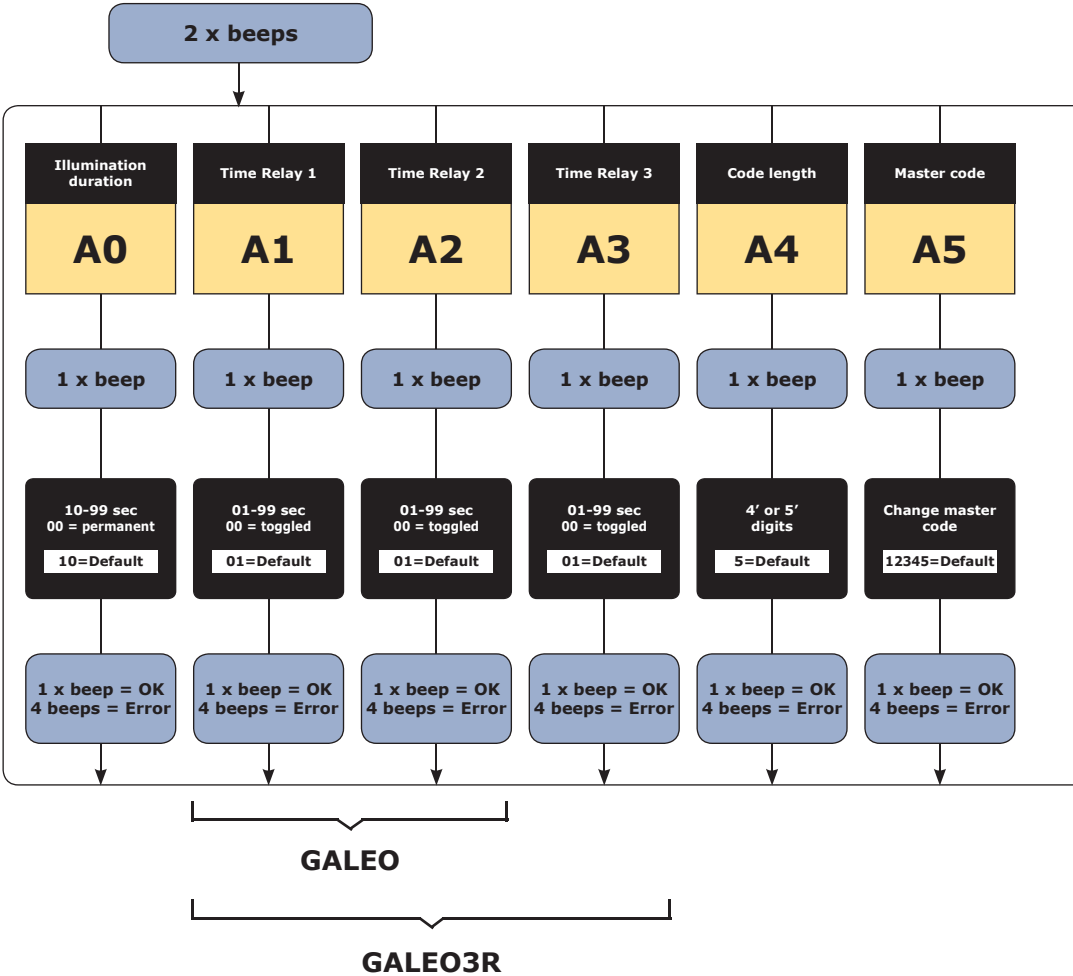 2 x beeps
Illumination
duration
A0
1 x beep
10-99 sec
00 = permanent
10=Default
1 x beep = OK
4 beeps = Error
Time Relay 1
A1
1 x beep
01-99 sec
00 = toggled
01=Default
1 x beep = OK
4 beeps = Error
Time Relay 2
A2
1 x beep
01-99 sec
00 = toggled
01=Default
1 x beep = OK
4 beeps = Error
Time Relay 3
A3
1 x beep
01-99 sec
00 = toggled
01=Default
1 x beep = OK
4 beeps = Error
Code length
A4
1 x beep
4’ or 5’
digits
5=Default
1 x beep = OK
4 beeps = Error
Master code
A5
1 x beep
Change master
code
12345=Default
1 x beep = OK
4 beeps = Error
GALEO
GALEO3R